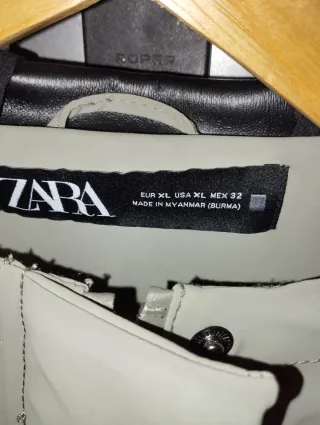 ZARA
EUR XL USA XL MEX 32
MADE IN MYANMAR (BURMA)